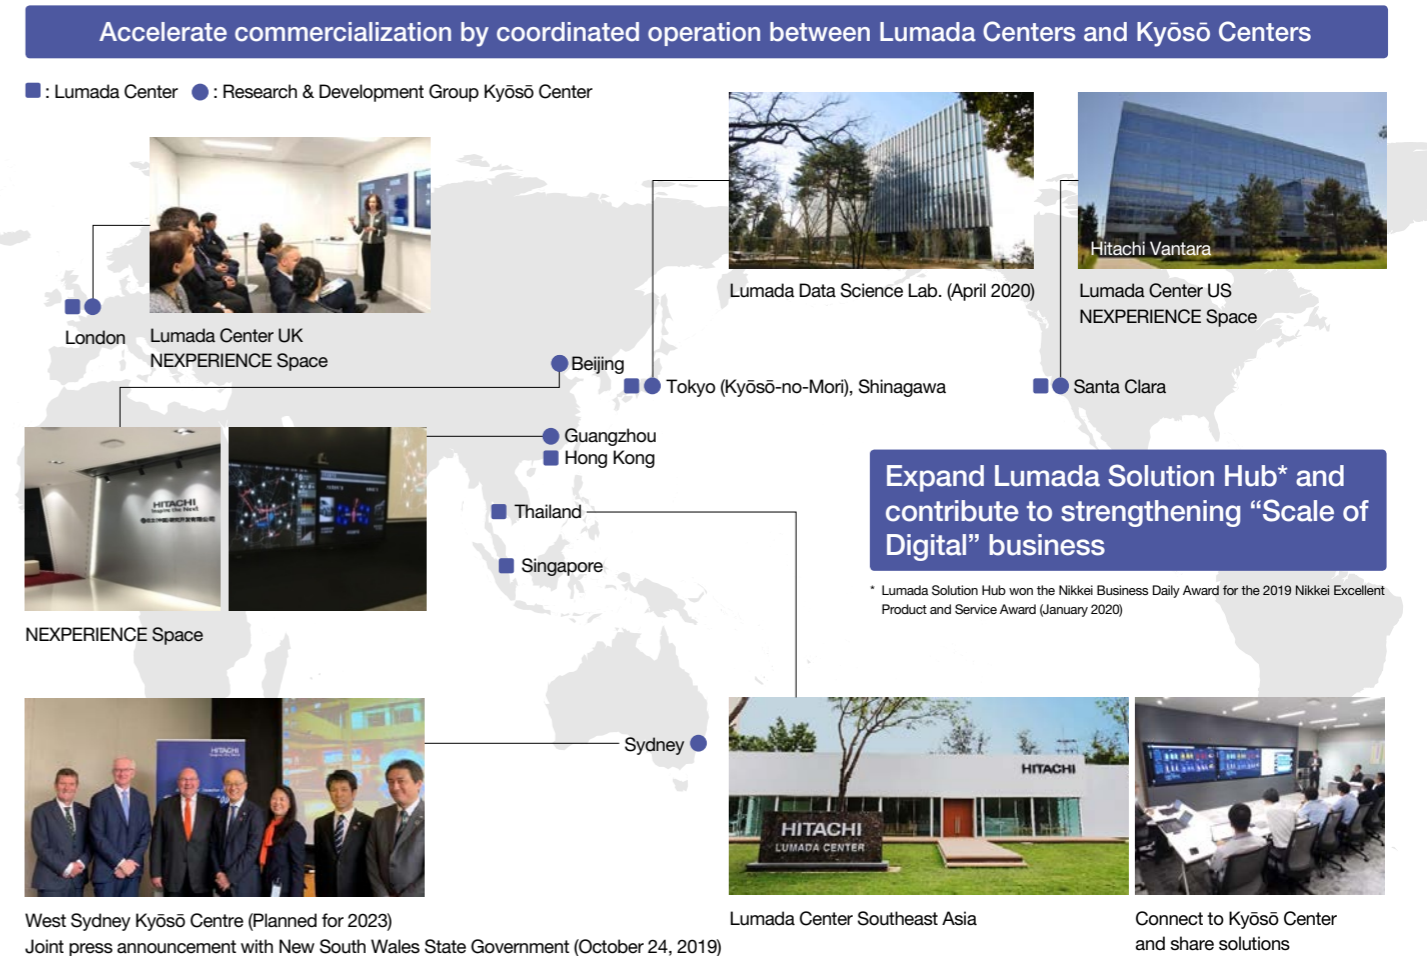 Accelerate commercialization by coordinated operation between Lumada Centers and Kyōsō Centers
: Lumada Center : Research & Development Group Kyōsō Center
Hitachi Vantara
Lumada Data Science Lab. (April 2020)
Lumada Center US
NEXPERIENCE Space
London
Lumada Center UK
NEXPERIENCE Space
Beijing
Tokyo (Kyōsō-no-Mori), Shinagawa
Santa Clara
Guangzhou
Hong Kong
Thailand
Singapore
Expand Lumada Solution Hub* and
contribute to strengthening “Scale of
Digital” business
* Lumada Solution Hub won the Nikkei Business Daily Award for the 2019 Nikkei Excellent
Product and Service Award (January 2020)
HITACHI
Inspire the Next
NEXPERIENCE Space
HITACHI
Sydney
HITACHI
HITACHI
LUMADA CENTER
West Sydney Kyōsō Centre (Planned for 2023)
Joint press announcement with New South Wales State Government (October 24, 2019)
Lumada Center Southeast Asia
Connect to Kyōsō Center
and share solutions